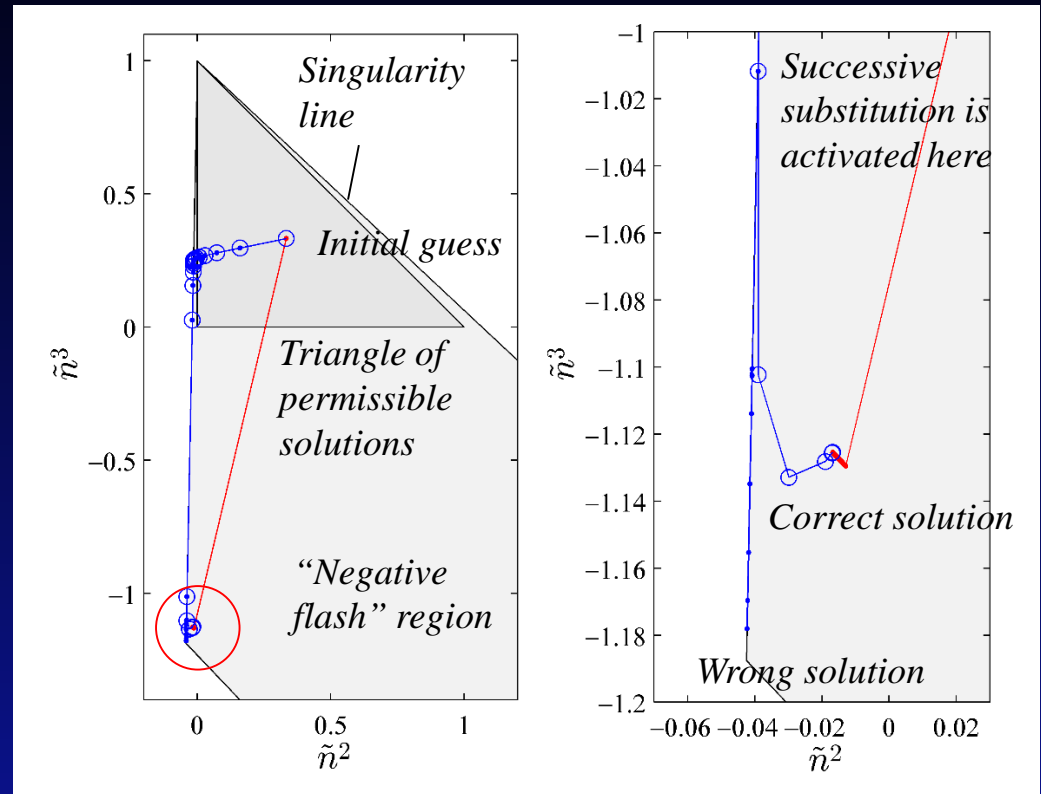 1
0.5
0
−0.5
−1
ñ³
0
0.5
1
ñ²
Singularity
line
Initial guess
Triangle of
permissible
solutions
“Negative
flash” region
−1
−1.02
−1.04
−1.06
−1.08
−1.1
−1.12
−1.14
−1.16
−1.18
−1.2
ñ³
−0.06
−0.04
−0.02
0
0.02
ñ²
Successive
substitution is
activated here
Correct solution
Wrong solution